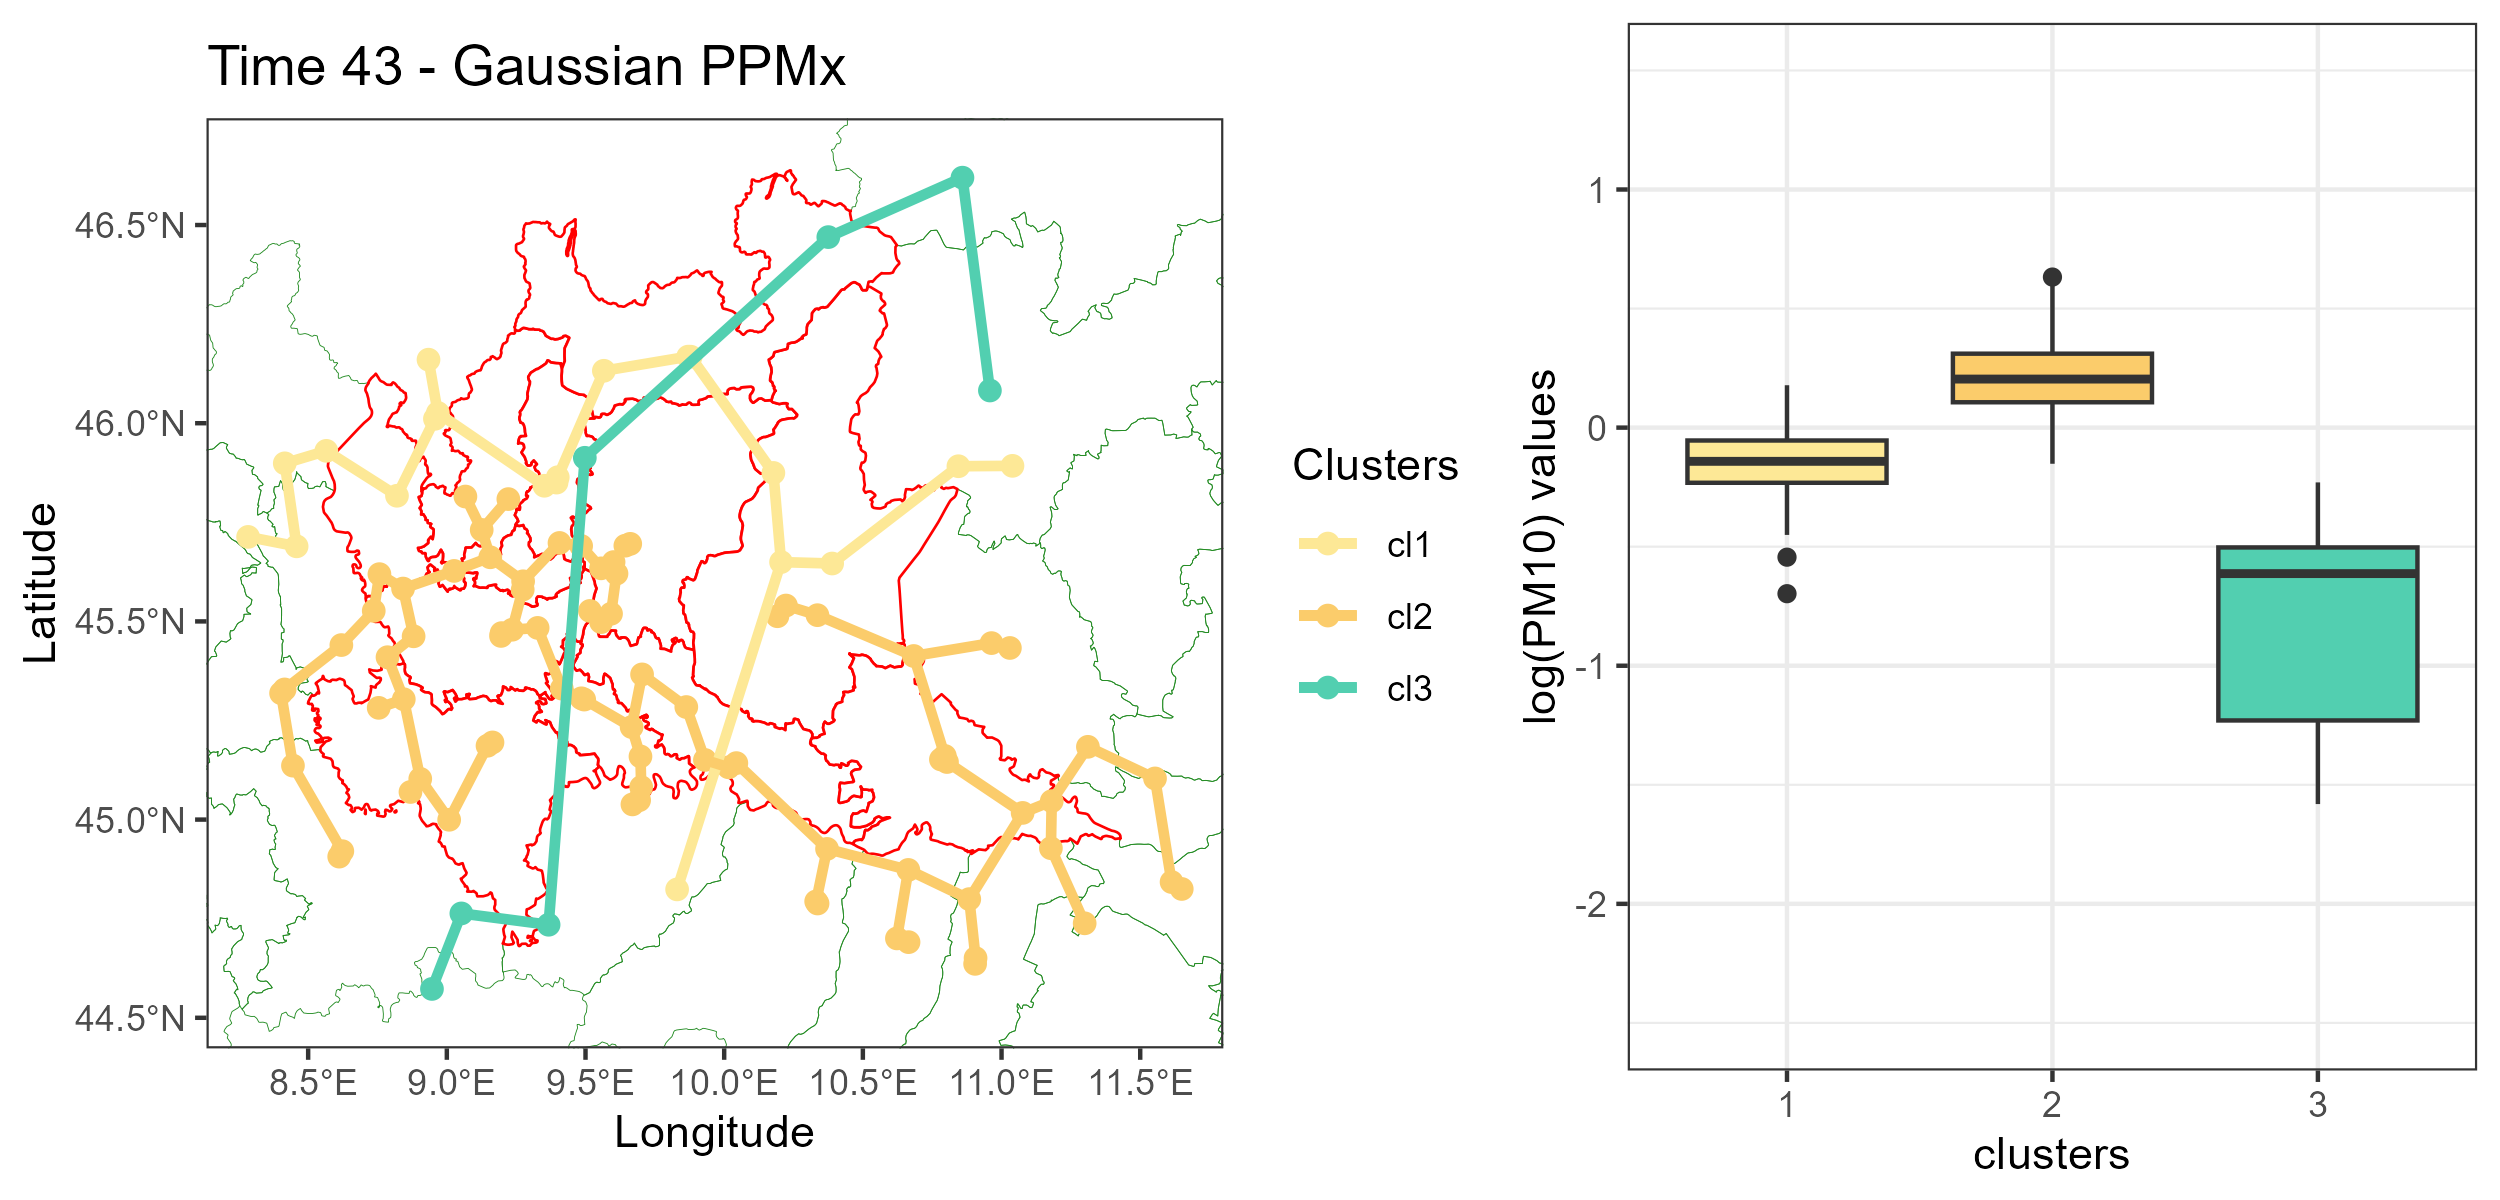 Time 43 - Gaussian PPMx
Latitude
46.5°N
46.0°N
45.5°N
45.0°N
44.5°N
8.5°E 9.0°E 9.5°E 10.0°E 10.5°E 11.0°E 11.5°E
Longitude
Clusters
cl1
cl2
cl3
log(PM10) values
1
0
-1
-2
1 2 3
clusters